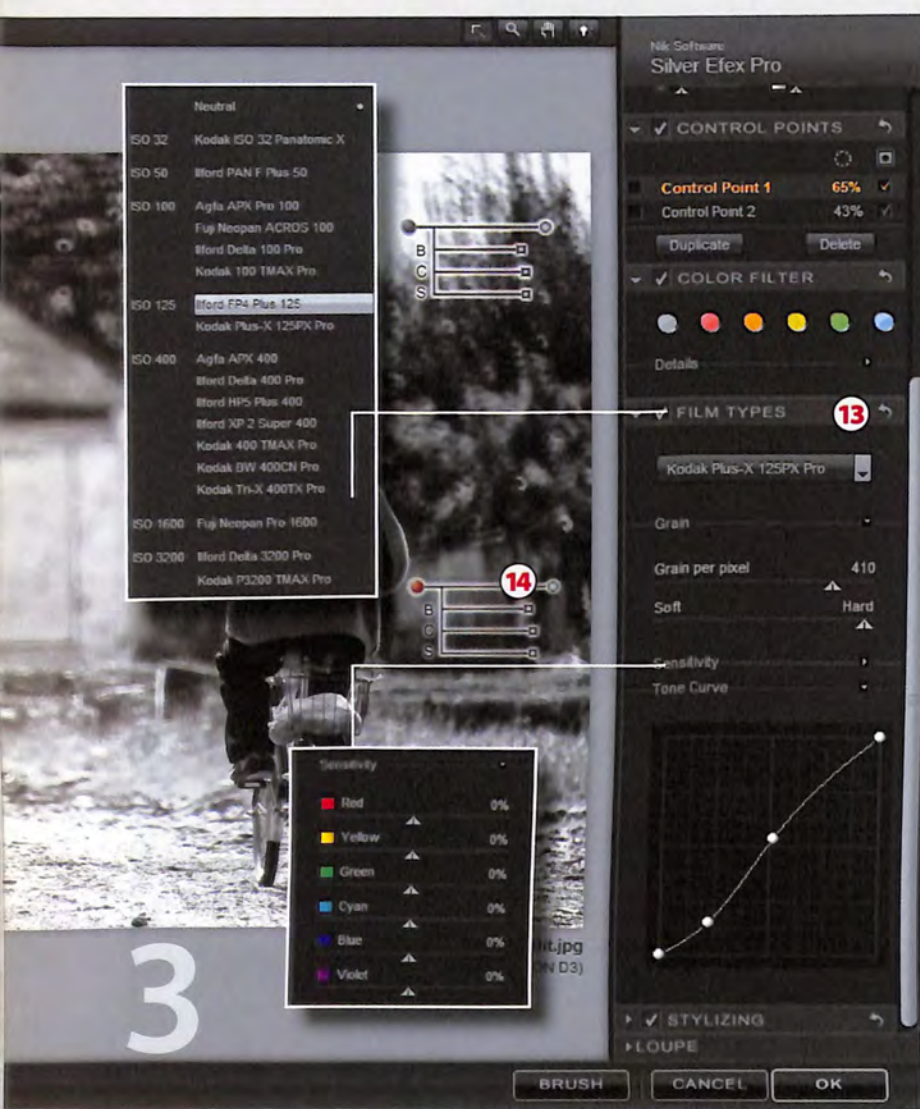 Nik Software
Silver Efex Pro
Neutral
ISO 32 Kodak ISO 32 Panatomic X
ISO 50 Ilford PAN F Plus 50
ISO 100 Agfa APX Pro 100
Fuji Neopan ACROS 100
Ilford Delta 100 Pro
Kodak 100 TMAX Pro
ISO 125 Ilford FP4 Plus 125
Kodak Plus-X 125PX Pro
ISO 400 Agfa APX 400
Ilford Delta 400 Pro
Ilford HP5 Plus 400
Ilford XP 2 Super 400
Kodak 400 TMAX Pro
Kodak BW 400CN Pro
Kodak Tri-X 400TX Pro
ISO 1600 Fuji Neopan Pro 1600
ISO 3200 Ilford Delta 3200 Pro
Kodak P3200 TMAX Pro
B
C
S
14
B
C
S
Sensitivity
Red 0%
Yellow 0%
Green 0%
Cyan 0%
Blue 0%
Violet 0%
3
ht.jpg
ON D3)
CONTROL POINTS
Control Point 1 65%
Control Point 2 43%
Duplicate Delete
COLOR FILTER
Details
FILM TYPES 13
Kodak Plus-X 125PX Pro
Grain
Grain per pixel 410
Soft Hard
Sensitivity
Tone Curve
STYLIZING
LOUPE
BRUSH CANCEL OK